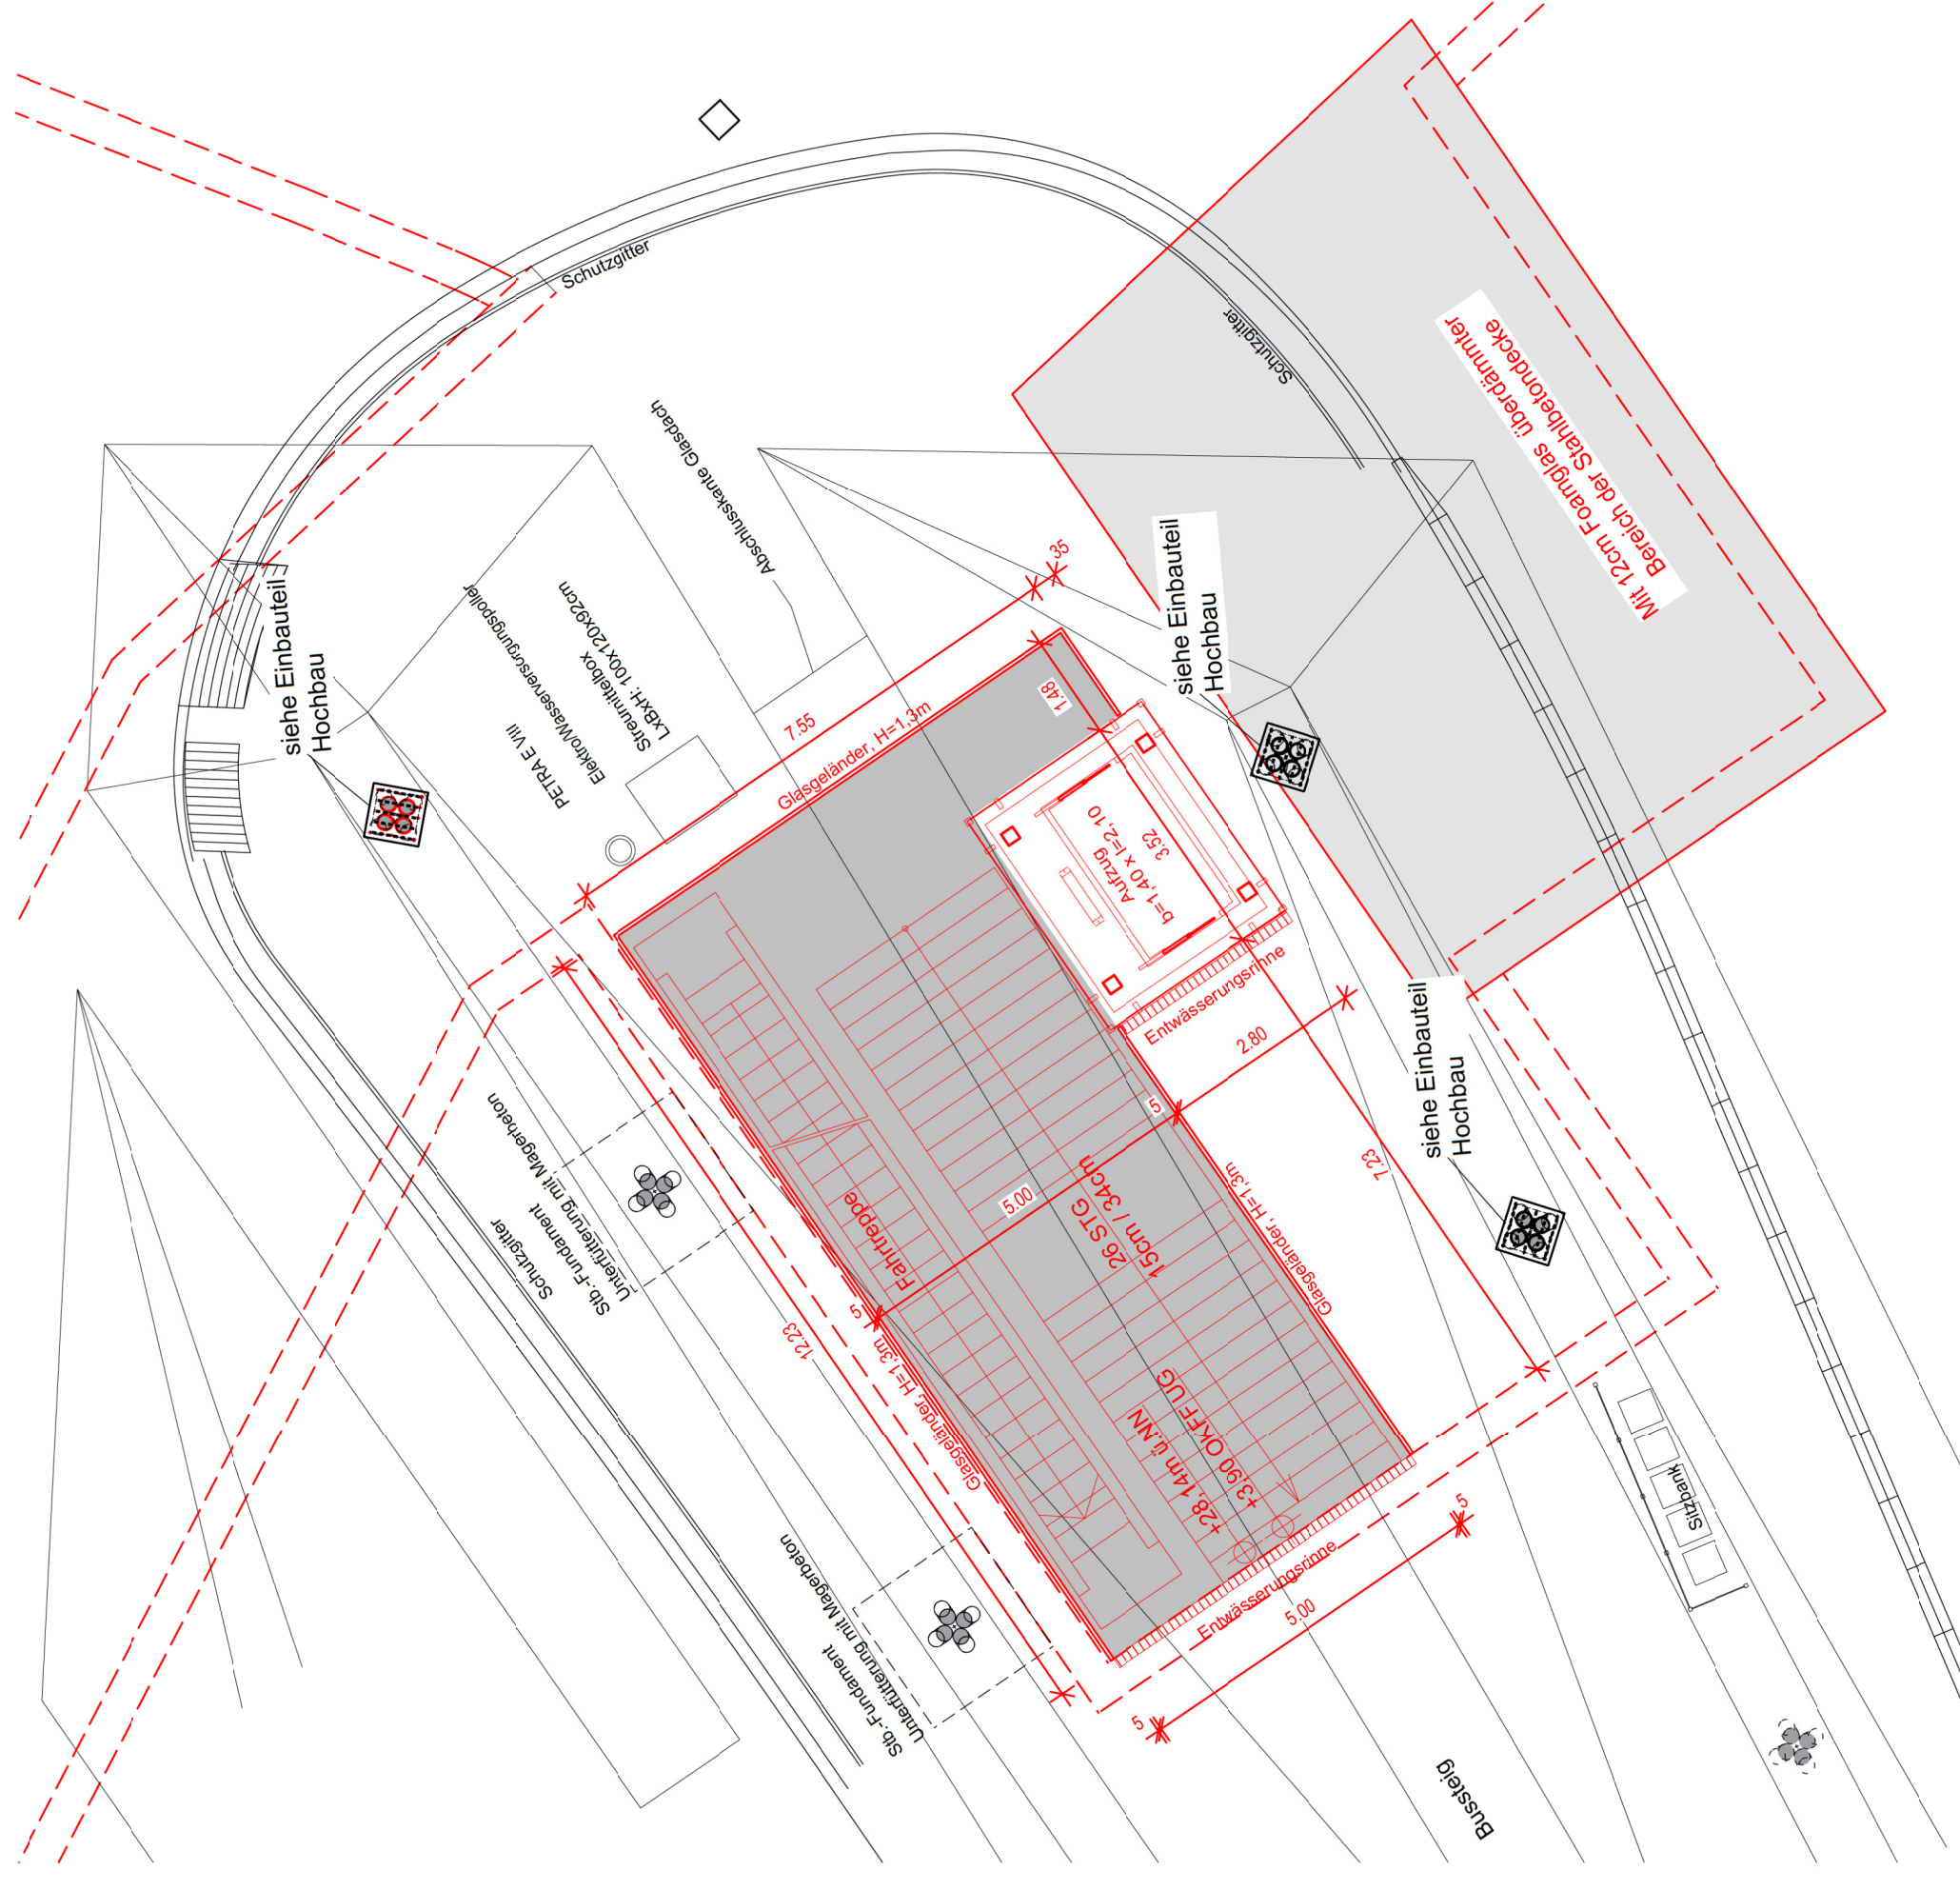 Schutzgitter
Schutzgitter
Abschlusskante Glasdach
Mit 12cm Foamglas überdämmter
Bereich der Stahlbetondecke
siehe Einbauteil
Hochbau
siehe Einbauteil
Hochbau
PETRA E VIII
Elektro/Wasserversorgungspoller
Streumittelbox
LxBxH: 100x120x92cm
35
7.55
1.48
Glasgeländer, H=1,3m
Aufzug
b=1,40 x l=2,10
3.52
Entwässerungsrinne
2.80
siehe Einbauteil
Hochbau
5
5.00
5
Fahrtreppe
26 STG
15cm / 34cm
7.23
Glasgeländer, H=1,3m
Schutzgitter
Stb.-Fundament
Unterfütterung mit Magerbeton
12.23
Glasgeländer, H=1,3m
+28,14m ü.NN
+3,90 OKFF UG
Stb.-Fundament
Unterfütterung mit Magerbeton
Entwässerungsrinne
5
5.00
5
Sitzbank
Bussteig